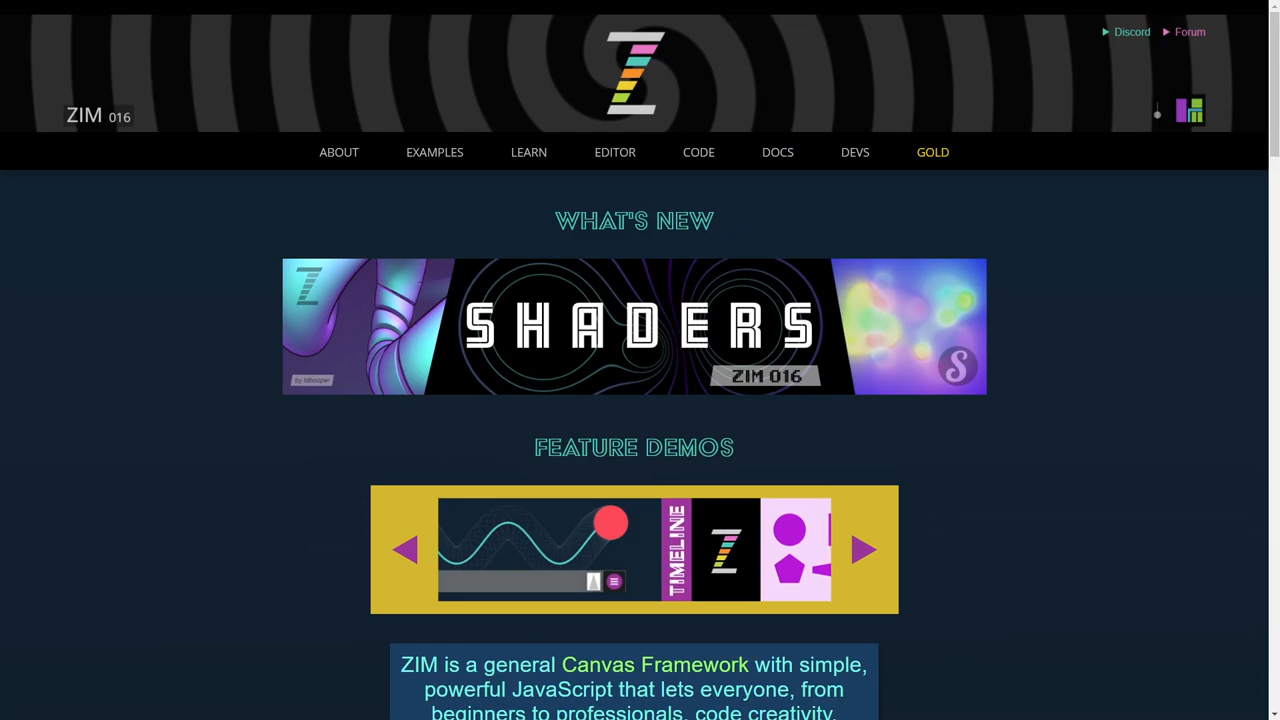 Discord Forum
ZIM 016
ABOUT EXAMPLES LEARN EDITOR CODE DOCS DEVS GOLD
WHAT'S NEW
SHADERS
by tdhooper
ZIM 016
FEATURE DEMOS
TIMELINE
ZIM is a general Canvas Framework with simple,
powerful JavaScript that lets everyone, from
beginners to professionals, code creativity.